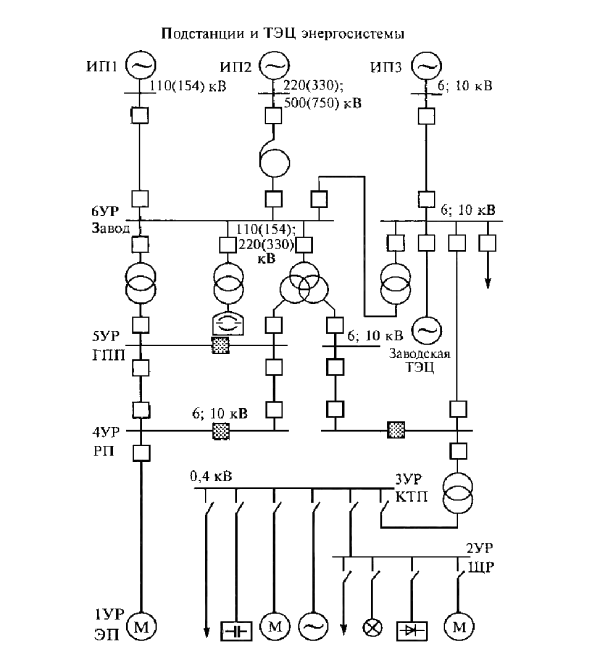 Подстанции и ТЭЦ энергосистемы
ИП1
ИП2
ИП3
110(154) кВ
220(330);
500(750) кВ
6; 10 кВ
6УР
Завод
110(154);
220(330)
кВ
6; 10 кВ
5УР
ГПП
6; 10 кВ
Заводская
ТЭЦ
4УР
РП
6; 10 кВ
0,4 кВ
3УР
КТП
2УР
ЩР
1УР
ЭП
М
М
М